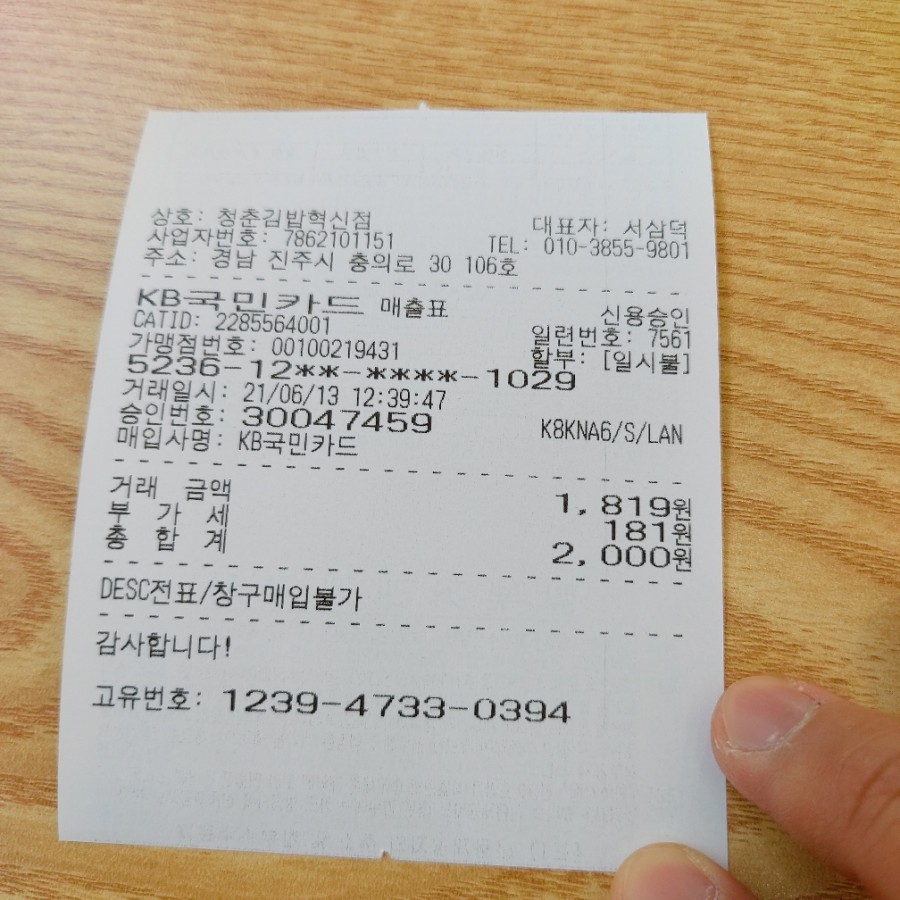 상호: 청춘김밥혁신점 대표자: 서삼덕
사업자번호: 7862101151 TEL: 010-3855-9801
주소: 경남 진주시 충의로 30 106호
KB국민카드 매출표 신용승인
CATID: 2285564001 일련번호: 7561
가맹점번호: 00100219431 할부: [일시불]
5236-12**-****-1029
거래일시: 21/06/13 12:39:47
승인번호: 30047459 K8KNA6/S/LAN
매입사명: KB국민카드
거래 금액 1,819원
부 가 세 181원
총 합 계 2,000원
DESC전표/창구매입불가
감사합니다!
고유번호: 1239-4733-0394